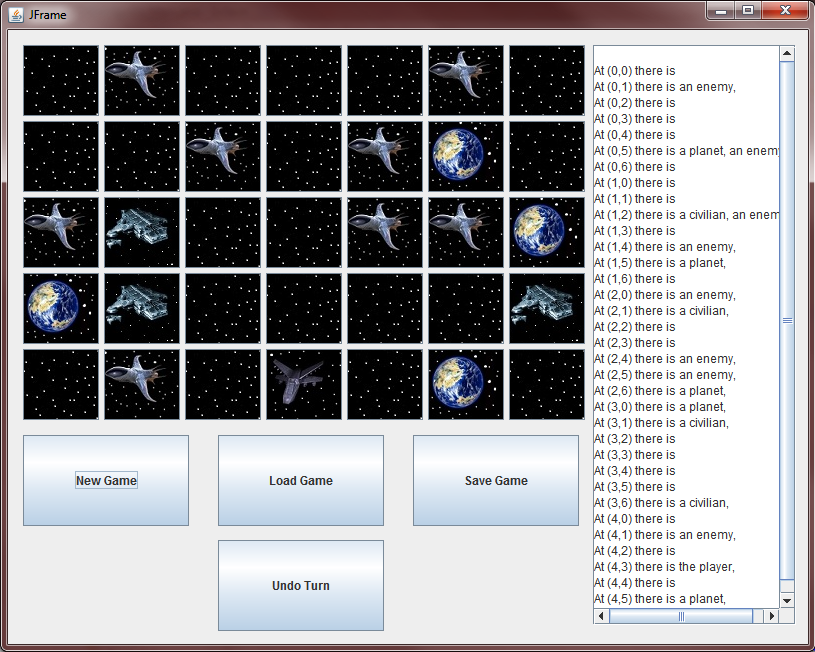 JFrame
At (0,0) there is
At (0,1) there is an enemy,
At (0,2) there is
At (0,3) there is
At (0,4) there is
At (0,5) there is a planet, an enem
At (0,6) there is
At (1,0) there is
At (1,1) there is
At (1,2) there is a civilian, an enem
At (1,3) there is
At (1,4) there is an enemy,
At (1,5) there is a planet,
At (1,6) there is
At (2,0) there is an enemy,
At (2,1) there is a civilian,
At (2,2) there is
At (2,3) there is
At (2,4) there is an enemy,
At (2,5) there is an enemy,
At (2,6) there is a planet,
At (3,0) there is a planet,
At (3,1) there is a civilian,
At (3,2) there is
At (3,3) there is
At (3,4) there is
At (3,5) there is
At (3,6) there is a civilian,
At (4,0) there is
At (4,1) there is an enemy,
At (4,2) there is
At (4,3) there is the player,
At (4,4) there is
At (4,5) there is a planet,
New Game
Load Game
Save Game
Undo Turn